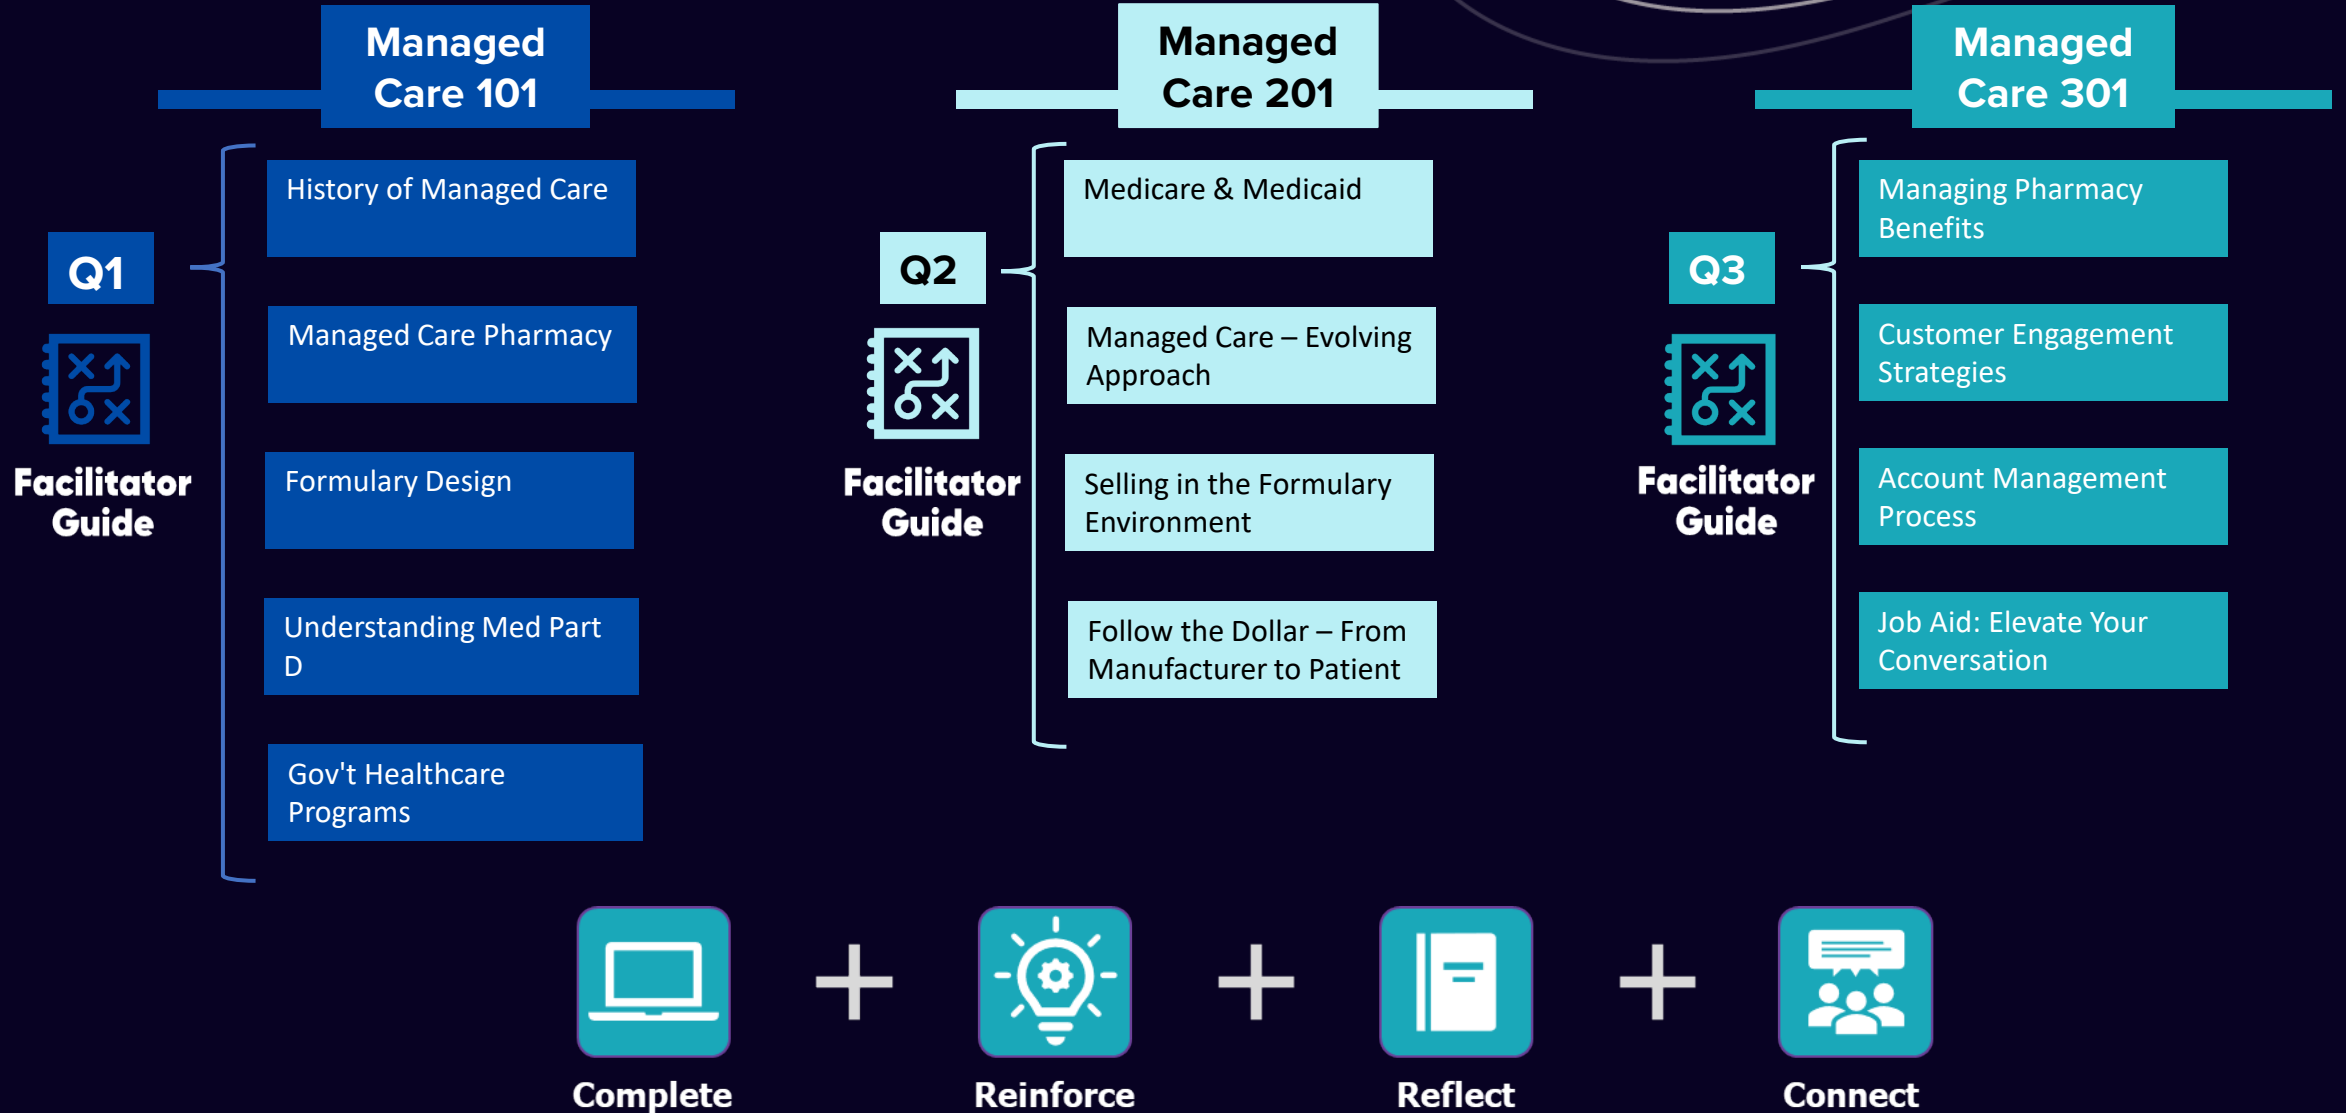 Managed
Care 101
Q1
Facilitator
Guide
History of Managed Care
Managed Care Pharmacy
Formulary Design
Understanding Med Part
D
Gov't Healthcare
Programs
Managed
Care 201
Q2
Facilitator
Guide
Medicare & Medicaid
Managed Care – Evolving
Approach
Selling in the Formulary
Environment
Follow the Dollar – From
Manufacturer to Patient
Managed
Care 301
Q3
Facilitator
Guide
Managing Pharmacy
Benefits
Customer Engagement
Strategies
Account Management
Process
Job Aid: Elevate Your
Conversation
Complete
Reinforce
Reflect
Connect